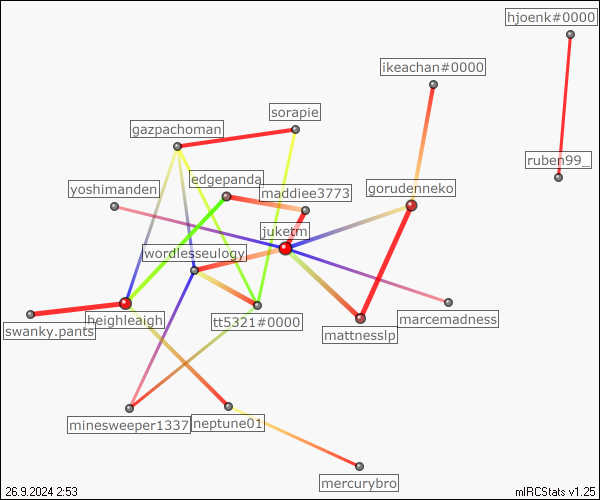 hjoenk#0000
ikeachan#0000
sorapie
gazpachoman
ruben99_
edgepanda
yoshimanden
maddiee3773
gorudenneko
juketm
wordlesseulogy
heighleaigh
swanky.pants
tt5321#0000
marcemadness
mattnesslp
minesweeper1337
neptune01
mercurybro
26.9.2024 2:53
mIRCStats v1.25